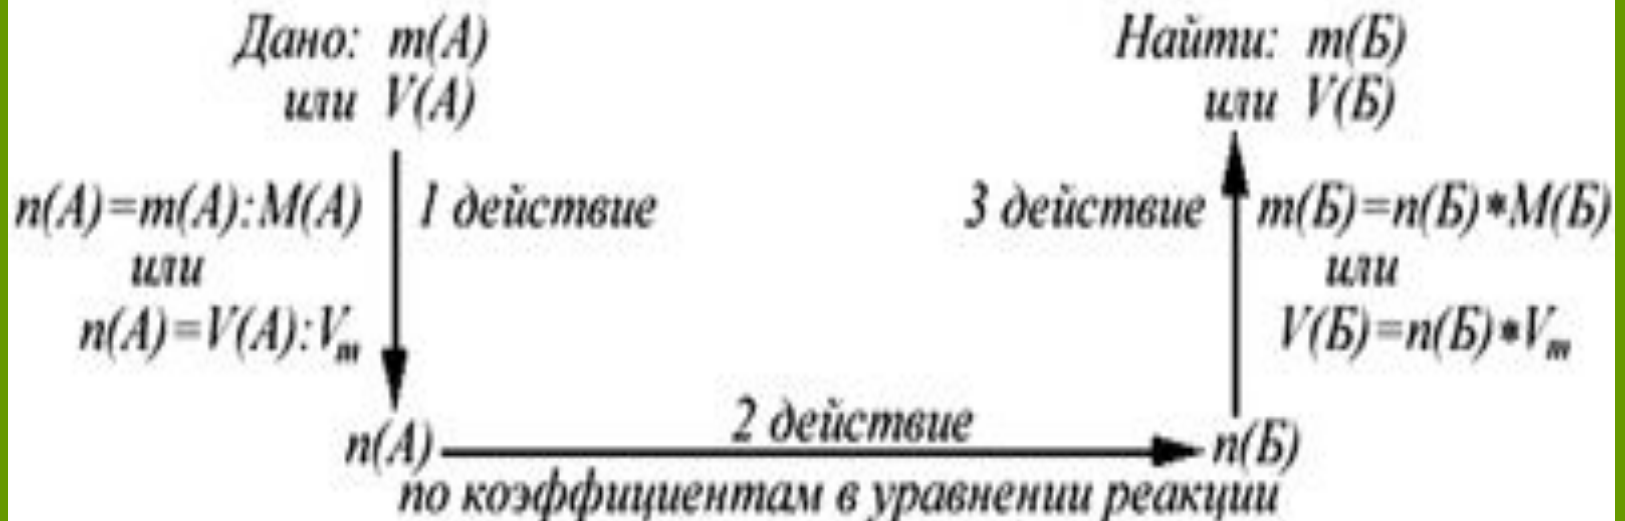 Дано: m(А)
или V(А)
Найти: m(Б)
или V(Б)
n(А)=m(А):M(А)
или
n(А)=V(А):Vm
1 действие
3 действие
m(Б)=n(Б)*M(Б)
или
V(Б)=n(Б)*Vm
n(А)
2 действие
n(Б)
по коэффициентам в уравнении реакции